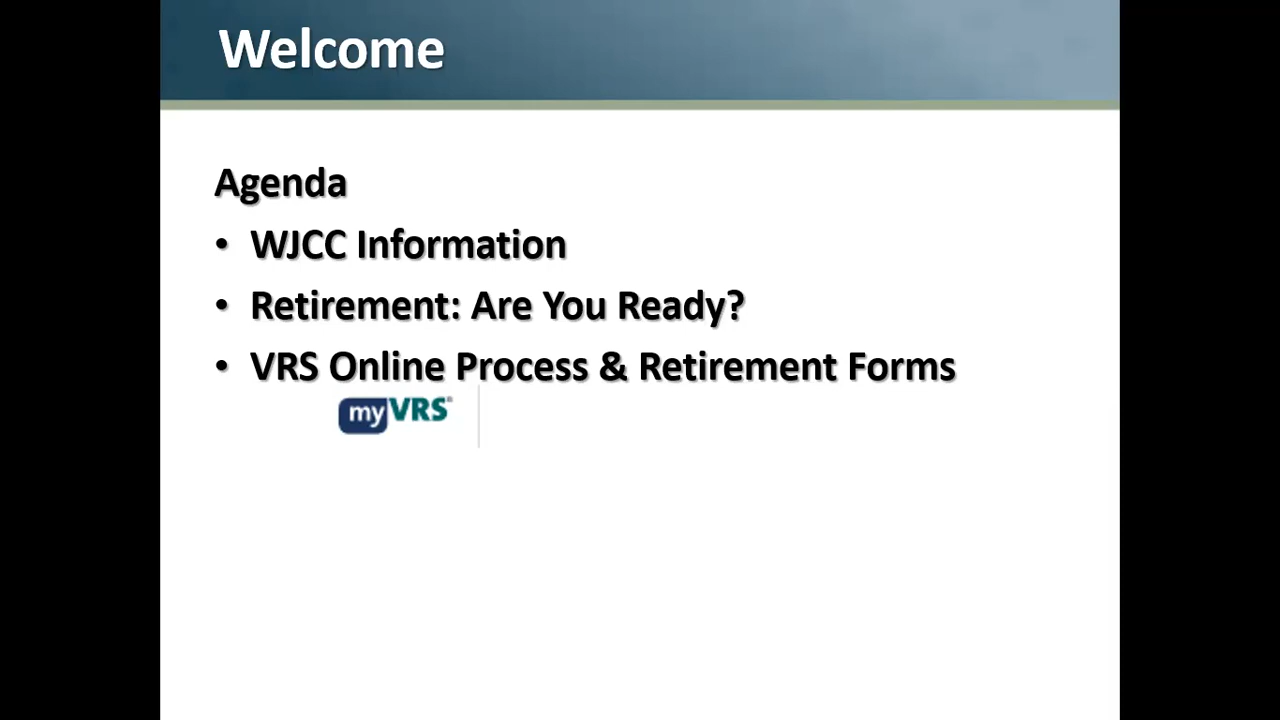 Welcome
Agenda
• WJCC Information
• Retirement: Are You Ready?
• VRS Online Process & Retirement Forms
myVRS®